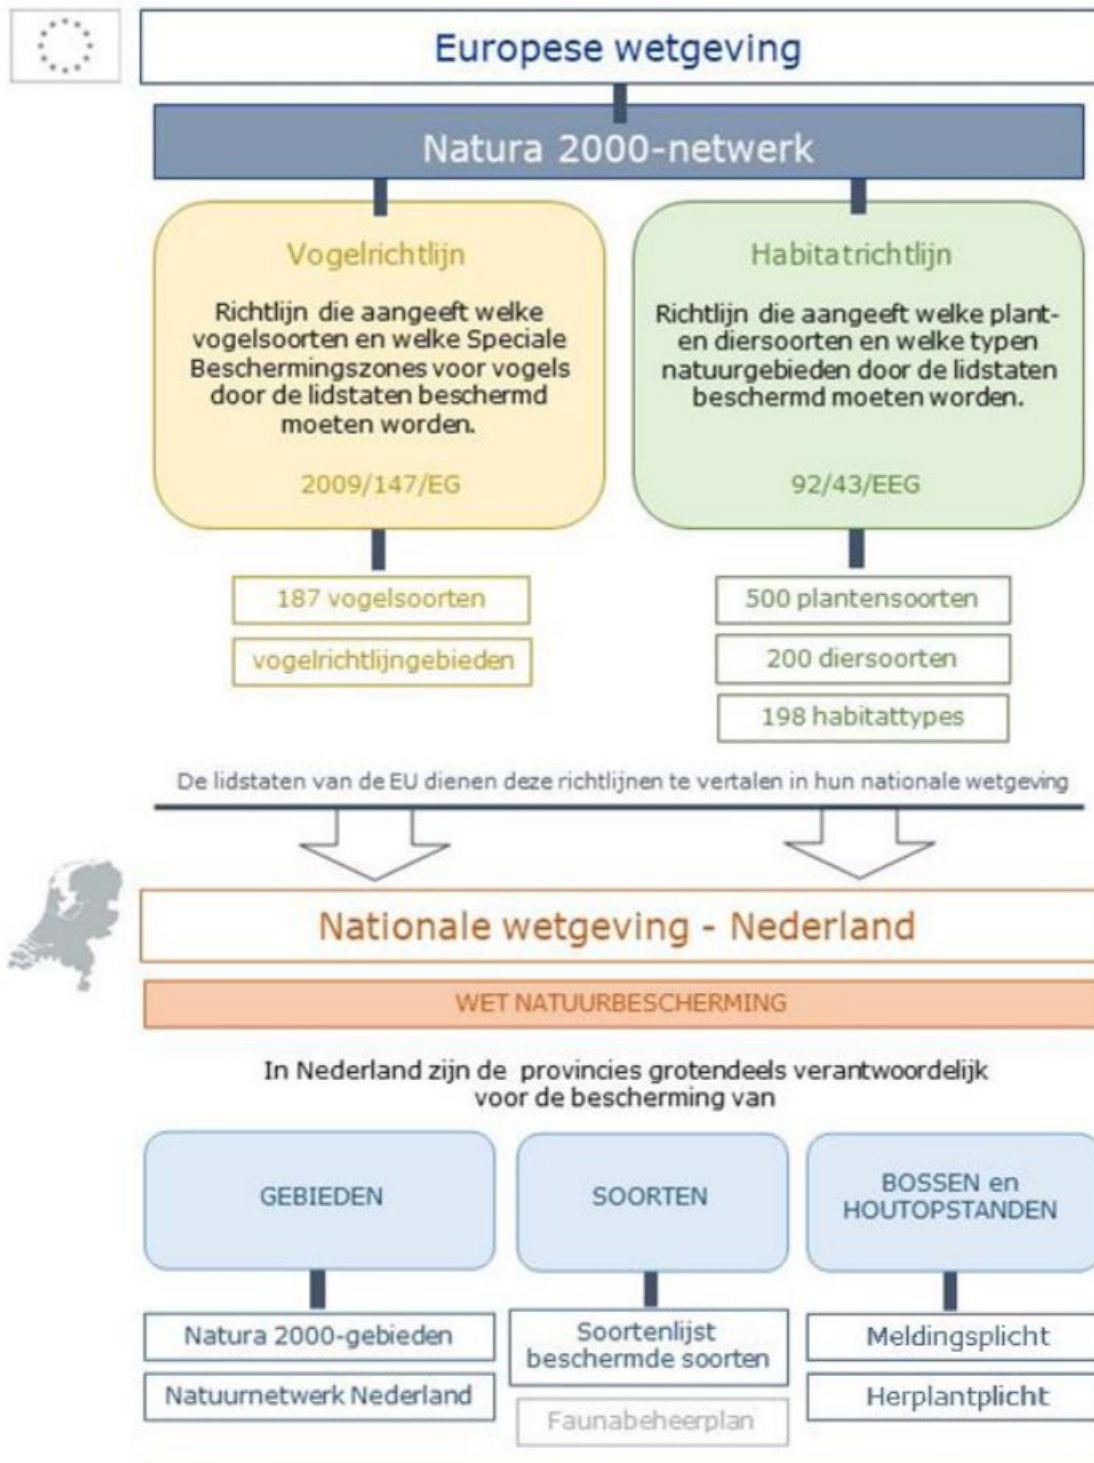 Europese wetgeving
Natura 2000-netwerk
Vogelrichtlijn
Richtlijn die aangeeft welke
vogelsoorten en welke Speciale
Beschermingszones voor vogels
door de lidstaten beschermd
moeten worden.
2009/147/EG
187 vogelsoorten
vogelrichtlijngebieden
Habitatrichtlijn
Richtlijn die aangeeft welke plant-
en diersoorten en welke typen
natuurgebieden door de lidstaten
beschermd moeten worden.
92/43/EEG
500 plantensoorten
200 diersoorten
198 habitattypes
De lidstaten van de EU dienen deze richtlijnen te vertalen in hun nationale wetgeving
Nationale wetgeving - Nederland
WET NATUURBESCHERMING
In Nederland zijn de provincies grotendeels verantwoordelijk
voor de bescherming van
GEBIEDEN
Natura 2000-gebieden
Natuurnetwerk Nederland
SOORTEN
Soortenlijst
beschermde soorten
Faunabeheerplan
BOSSEN en
HOUTOPSTANDEN
Meldingsplicht
Herplantplicht